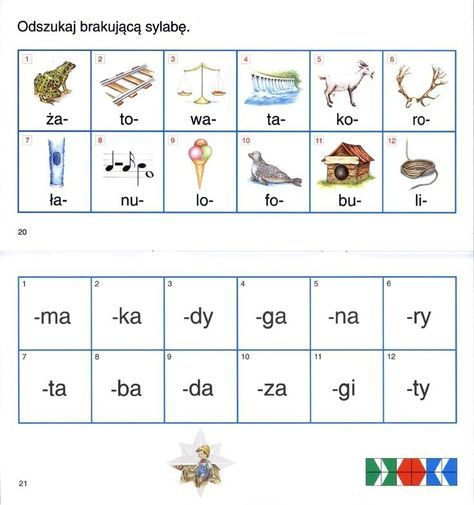 Odszukaj brakującą sylabę.
1 2 3 4 5 6
ża- to- wa- ta- ko- ro-
7 8 9 10 11 12
ła- nu- lo- fo- bu- li-
20
1 2 3 4 5 6
-ma -ka -dy -ga -na -ry
7 8 9 10 11 12
-ta -ba -da -za -gi -ty
21